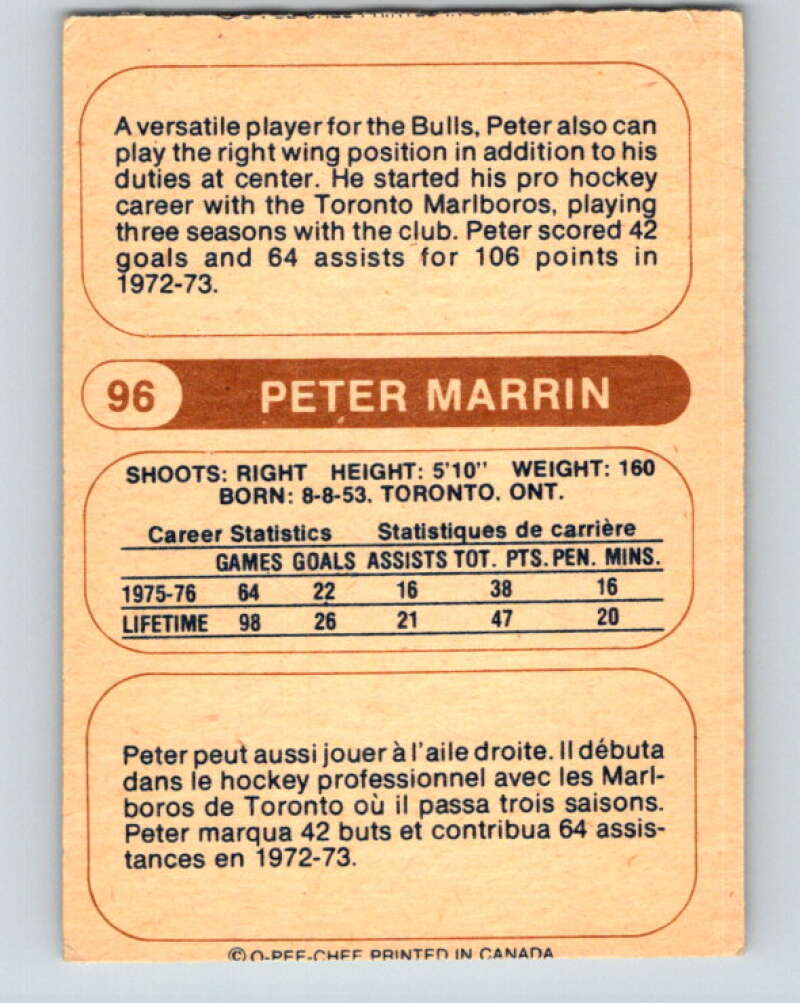 A versatile player for the Bulls, Peter also can
play the right wing position in addition to his
duties at center. He started his pro hockey
career with the Toronto Marlboros, playing
three seasons with the club. Peter scored 42
goals and 64 assists for 106 points in
1972-73.
96 PETER MARRIN
SHOOTS: RIGHT HEIGHT: 5'10" WEIGHT: 160
BORN: 8-8-53. TORONTO. ONT.
Career Statistics Statistiques de carrière
GAMES GOALS ASSISTS TOT. PTS. PEN. MINS.
1975-76 64 22 16 38 16
LIFETIME 98 26 21 47 20
Peter peut aussi jouer à l'aile droite. Il débuta
dans le hockey professionnel avec les Marl-
boros de Toronto où il passa trois saisons.
Peter marqua 42 buts et contribua 64 assis-
tances en 1972-73.
© O-PEE-CHEE PRINTED IN CANADA